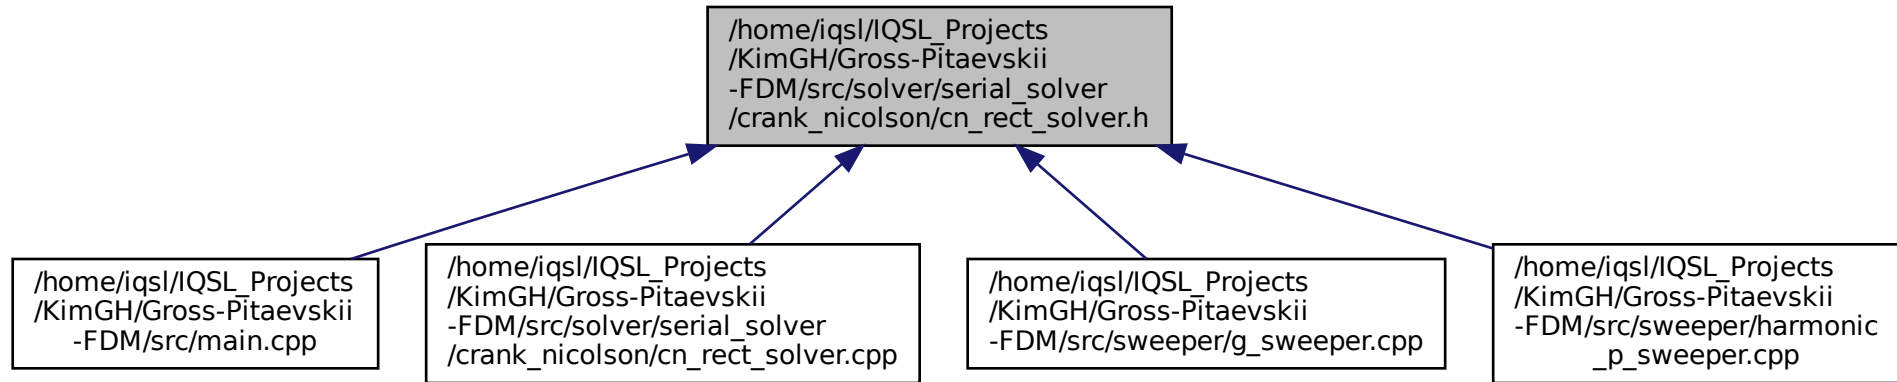 /home/iqsl/IQSL_Projects
/KimGH/Gross-Pitaevskii
-FDM/src/solver/serial_solver
/crank_nicolson/cn_rect_solver.h
/home/iqsl/IQSL_Projects
/KimGH/Gross-Pitaevskii
-FDM/src/main.cpp
/home/iqsl/IQSL_Projects
/KimGH/Gross-Pitaevskii
-FDM/src/solver/serial_solver
/crank_nicolson/cn_rect_solver.cpp
/home/iqsl/IQSL_Projects
/KimGH/Gross-Pitaevskii
-FDM/src/sweeper/g_sweeper.cpp
/home/iqsl/IQSL_Projects
/KimGH/Gross-Pitaevskii
-FDM/src/sweeper/harmonic
_p_sweeper.cpp